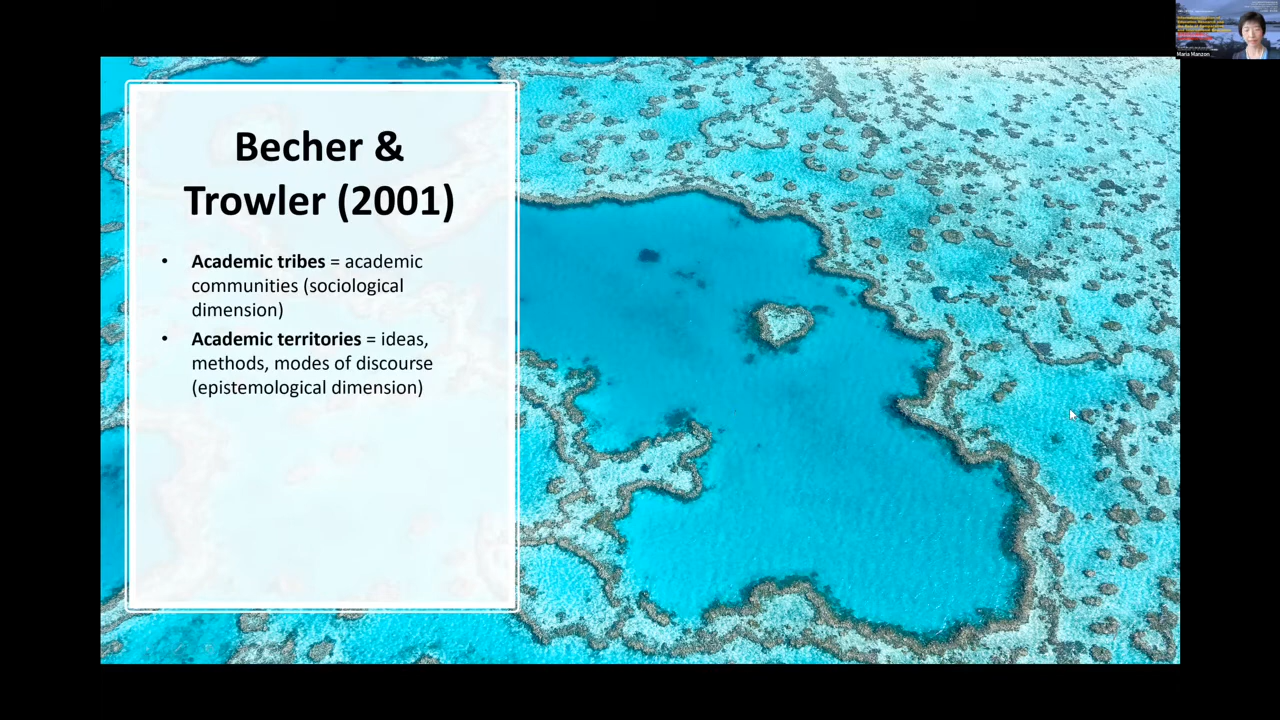 Becher &
Trowler (2001)
• Academic tribes = academic
communities (sociological
dimension)
• Academic territories = ideas,
methods, modes of discourse
(epistemological dimension)
Maria Manzon